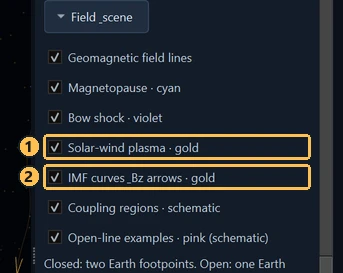 Field _scene
Geomagnetic field lines
Magnetopause · cyan
Bow shock · violet
1 Solar-wind plasma · gold
2 IMF curves _Bz arrows · gold
Coupling regions · schematic
Open-line examples · pink (schematic)
Closed: two Earth footpoints. Open: one Earth